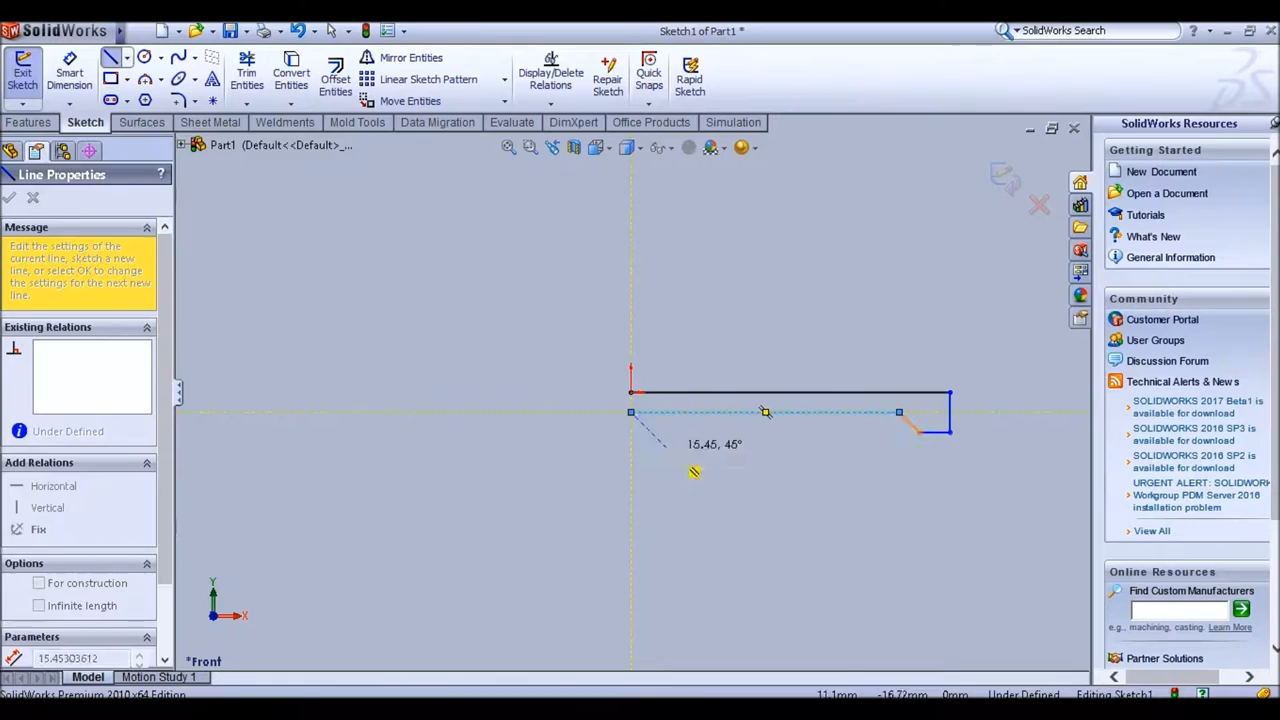 SolidWorks
Sketch1 of Part1 *
SolidWorks Search
Exit Sketch
Smart Dimension
Trim Entities
Convert Entities
Offset Entities
Mirror Entities
Linear Sketch Pattern
Move Entities
Display/Delete Relations
Repair Sketch
Quick Snaps
Rapid Sketch
Features Sketch Surfaces Sheet Metal Weldments Mold Tools Data Migration Evaluate DimXpert Office Products Simulation
Part1 (Default<<Default>_...
Line Properties
?
Message
Edit the settings of the
current line, sketch a new
line, or select OK to change
the settings for the next new
line.
Existing Relations
Under Defined
Add Relations
Horizontal
Vertical
Fix
Options
For construction
Infinite length
Parameters
15.45303612
15.45, 45°
Y
X
*Front
Model Motion Study 1
SolidWorks Premium 2010 x64 Edition
11.1mm -16.72mm 0mm Under Defined Editing Sketch1
SolidWorks Resources
Getting Started
New Document
Open a Document
Tutorials
What's New
General Information
Community
Customer Portal
User Groups
Discussion Forum
Technical Alerts & News
SOLIDWORKS 2017 Beta1 is
available for download
SOLIDWORKS 2016 SP3 is
available for download
SOLIDWORKS 2016 SP2 is
available for download
URGENT ALERT: SOLIDWORK
Workgroup PDM Server 2016
installation problem
View All
Online Resources
Find Custom Manufacturers
e.g., machining, casting. Learn More
Partner Solutions